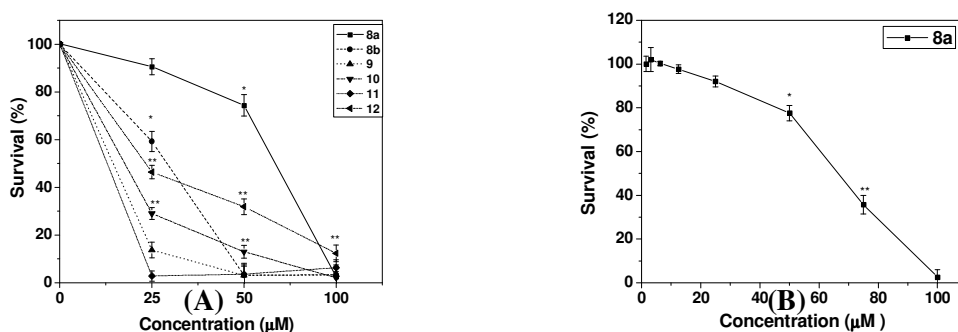 8a
8b
9
10
11
12
100
80
60
40
20
0
Survival (%)
*
*
**
**
**
**
**
0 25 50 100
(A)
Concentration (µM)
8a
120
100
80
60
40
20
0
Survival (%)
*
**
0 20 40 60 80 100
(B)
Concentration (µM )